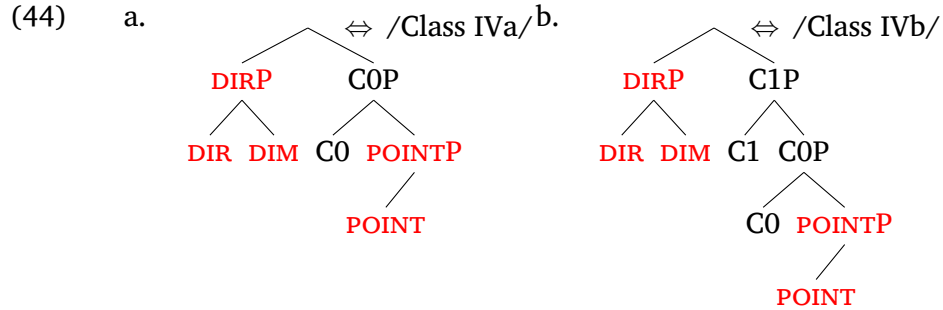 (44) a. ⇔ /Class IVa/ b. ⇔ /Class IVb/
DIRP C0P DIRP C1P
DIR DIM C0 POINTP DIR DIM C1 C0P
POINT C0 POINTP
POINT